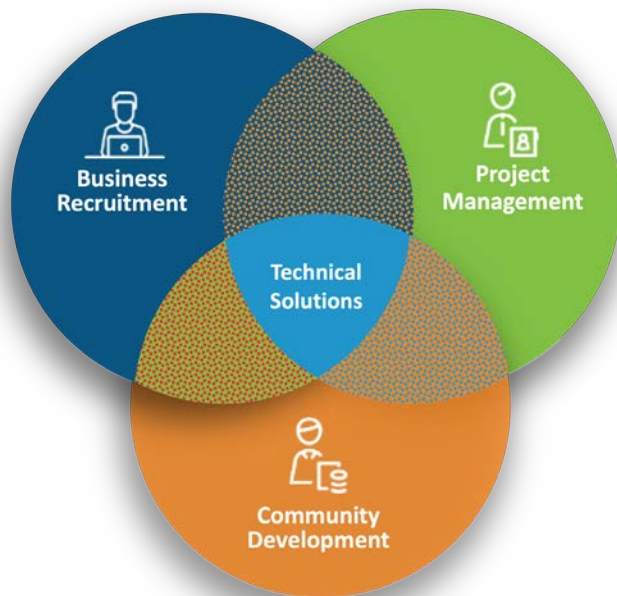 Business
Recruitment
Project
Management
Technical
Solutions
Community
Development